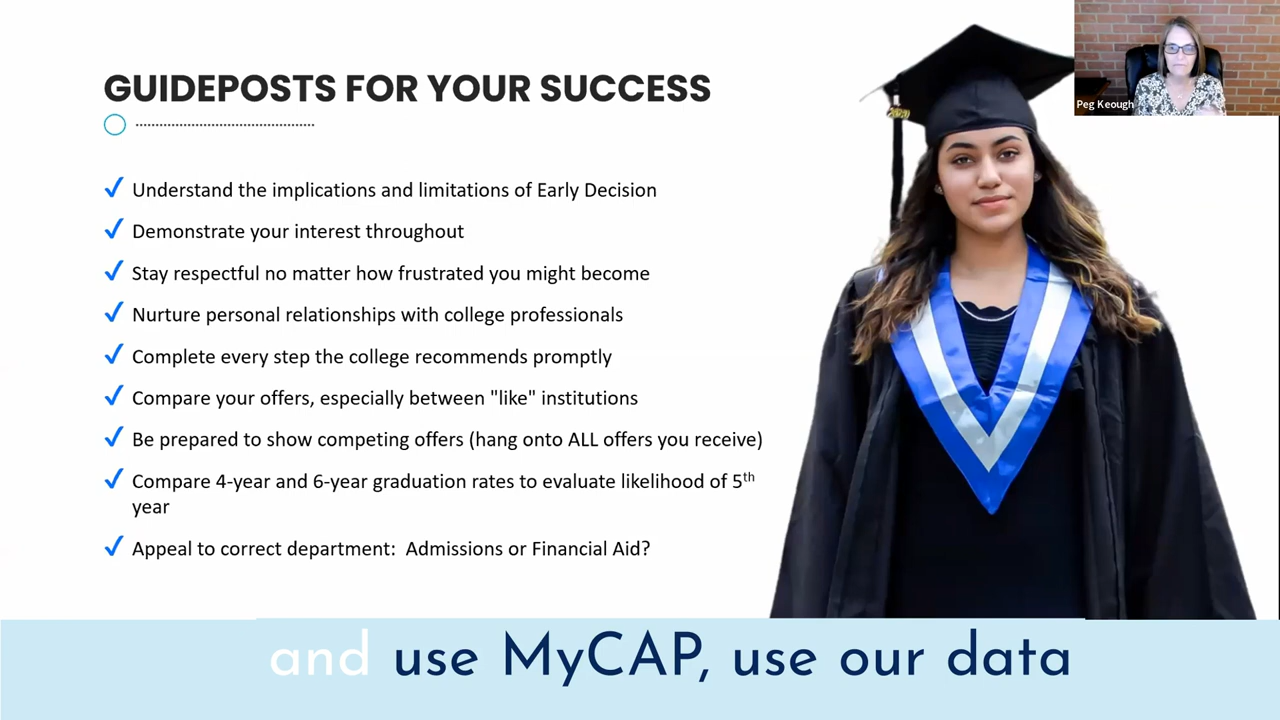 GUIDEPOSTS FOR YOUR SUCCESS
Peg Keough
Understand the implications and limitations of Early Decision
Demonstrate your interest throughout
Stay respectful no matter how frustrated you might become
Nurture personal relationships with college professionals
Complete every step the college recommends promptly
Compare your offers, especially between "like" institutions
Be prepared to show competing offers (hang onto ALL offers you receive)
Compare 4-year and 6-year graduation rates to evaluate likelihood of 5th
year
Appeal to correct department:  Admissions or Financial Aid?
and use MyCAP, use our data